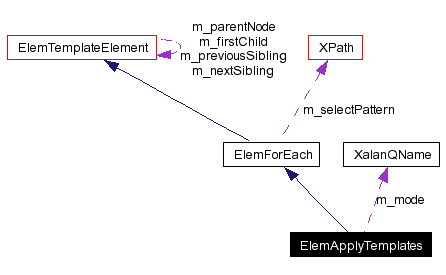 m_parentNode
ElemTemplateElement
m_firstChild
XPath
m_previousSibling
m_nextSibling
m_selectPattern
ElemForEach
XalanQName
m_mode
ElemApplyTemplates